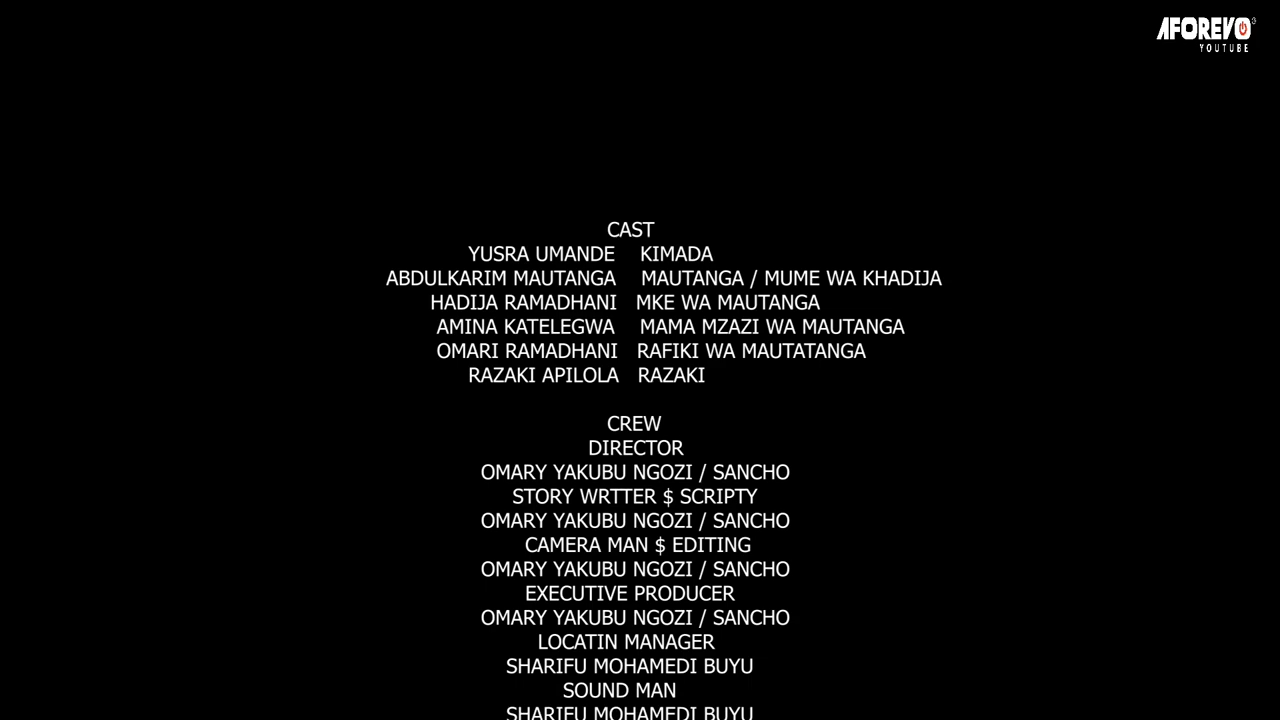 AFOREVO
YOUTUBE
CAST
YUSRA UMANDE KIMADA
ABDULKARIM MAUTANGA MAUTANGA / MUME WA KHADIJA
HADIJA RAMADHANI MKE WA MAUTANGA
AMINA KATELEGWA MAMA MZAZI WA MAUTANGA
OMARI RAMADHANI RAFIKI WA MAUTATANGA
RAZAKI APILOLA RAZAKI
CREW
DIRECTOR
OMARY YAKUBU NGOZI / SANCHO
STORY WRTTER $ SCRIPTY
OMARY YAKUBU NGOZI / SANCHO
CAMERA MAN $ EDITING
OMARY YAKUBU NGOZI / SANCHO
EXECUTIVE PRODUCER
OMARY YAKUBU NGOZI / SANCHO
LOCATIN MANAGER
SHARIFU MOHAMEDI BUYU
SOUND MAN
SHARIFU MOHAMEDI BUYU